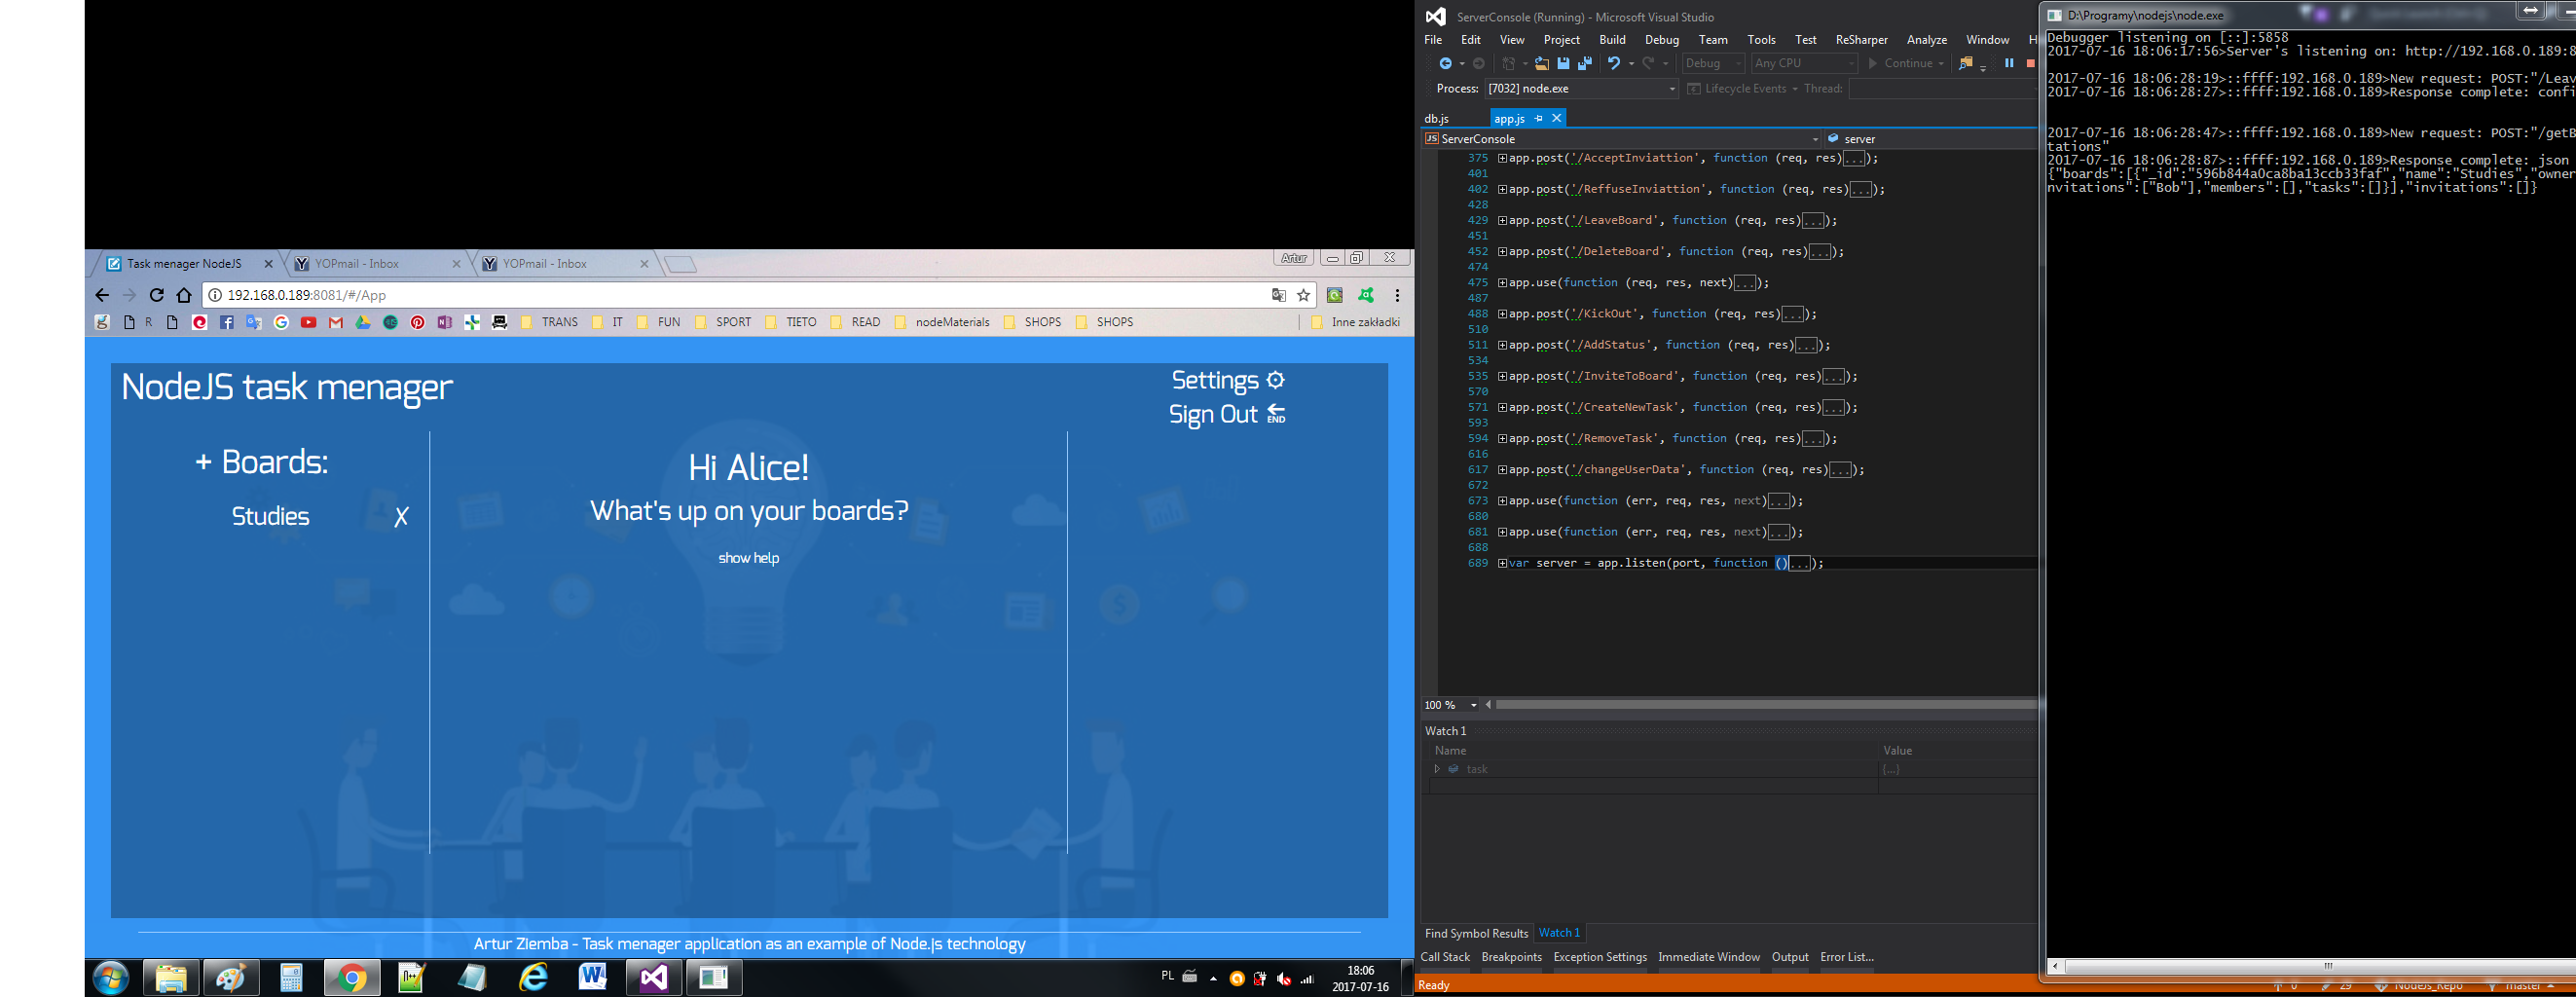 Task menager NodeJS
YOPmail - Inbox
YOPmail - Inbox
Artur
192.168.0.189:8081/#/App
R
TRANS
IT
FUN
SPORT
TIETO
READ
nodeMaterials
SHOPS
SHOPS
Inne zakładki
NodeJS task menager
Settings
Sign Out
END
+ Boards:
Studies
X
Hi Alice!
What's up on your boards?
show help
Artur Ziemba - Task menager application as an example of Node.js technology
PL
18:06
2017-07-16
ServerConsole (Running) - Microsoft Visual Studio
File Edit View Project Build Debug Team Tools Test ReSharper Analyze Window H
Debug
Any CPU
Continue
Process: [7032] node.exe
Lifecycle Events
Thread:
db.js
app.js
ServerConsole
server
375 app.post('/AcceptInviattion', function (req, res)...);
401
402 app.post('/ReffuseInviattion', function (req, res)...);
428
429 app.post('/LeaveBoard', function (req, res)...);
451
452 app.post('/DeleteBoard', function (req, res)...);
474
475 app.use(function (req, res, next)...);
487
488 app.post('/KickOut', function (req, res)...);
510
511 app.post('/AddStatus', function (req, res)...);
534
535 app.post('/InviteToBoard', function (req, res)...);
570
571 app.post('/CreateNewTask', function (req, res)...);
593
594 app.post('/RemoveTask', function (req, res)...);
616
617 app.post('/changeUserData', function (req, res)...);
672
673 app.use(function (err, req, res, next)...);
680
681 app.use(function (err, req, res, next)...);
688
689 var server = app.listen(port, function ()...);
100 %
Watch 1
Name
Value
task
{...}
Find Symbol Results
Watch 1
Call Stack Breakpoints Exception Settings Immediate Window Output Error List...
Ready
0
29
NodeJs_Repo
master
D:\Programy\nodejs\node.exe
Debugger listening on [::]:5858
2017-07-16 18:06:17:56>Server's listening on: http://192.168.0.189:8
2017-07-16 18:06:28:19>::ffff:192.168.0.189>New request: POST:"/Leav
2017-07-16 18:06:28:27>::ffff:192.168.0.189>Response complete: confi
2017-07-16 18:06:28:47>::ffff:192.168.0.189>New request: POST:"/getB
tations"
2017-07-16 18:06:28:87>::ffff:192.168.0.189>Response complete: json
{"boards":[{"_id":"596b844a0ca8ba13ccb33faf","name":"Studies","owner
nvitations":["Bob"],"members":[],"tasks":[]}],"invitations":[]}